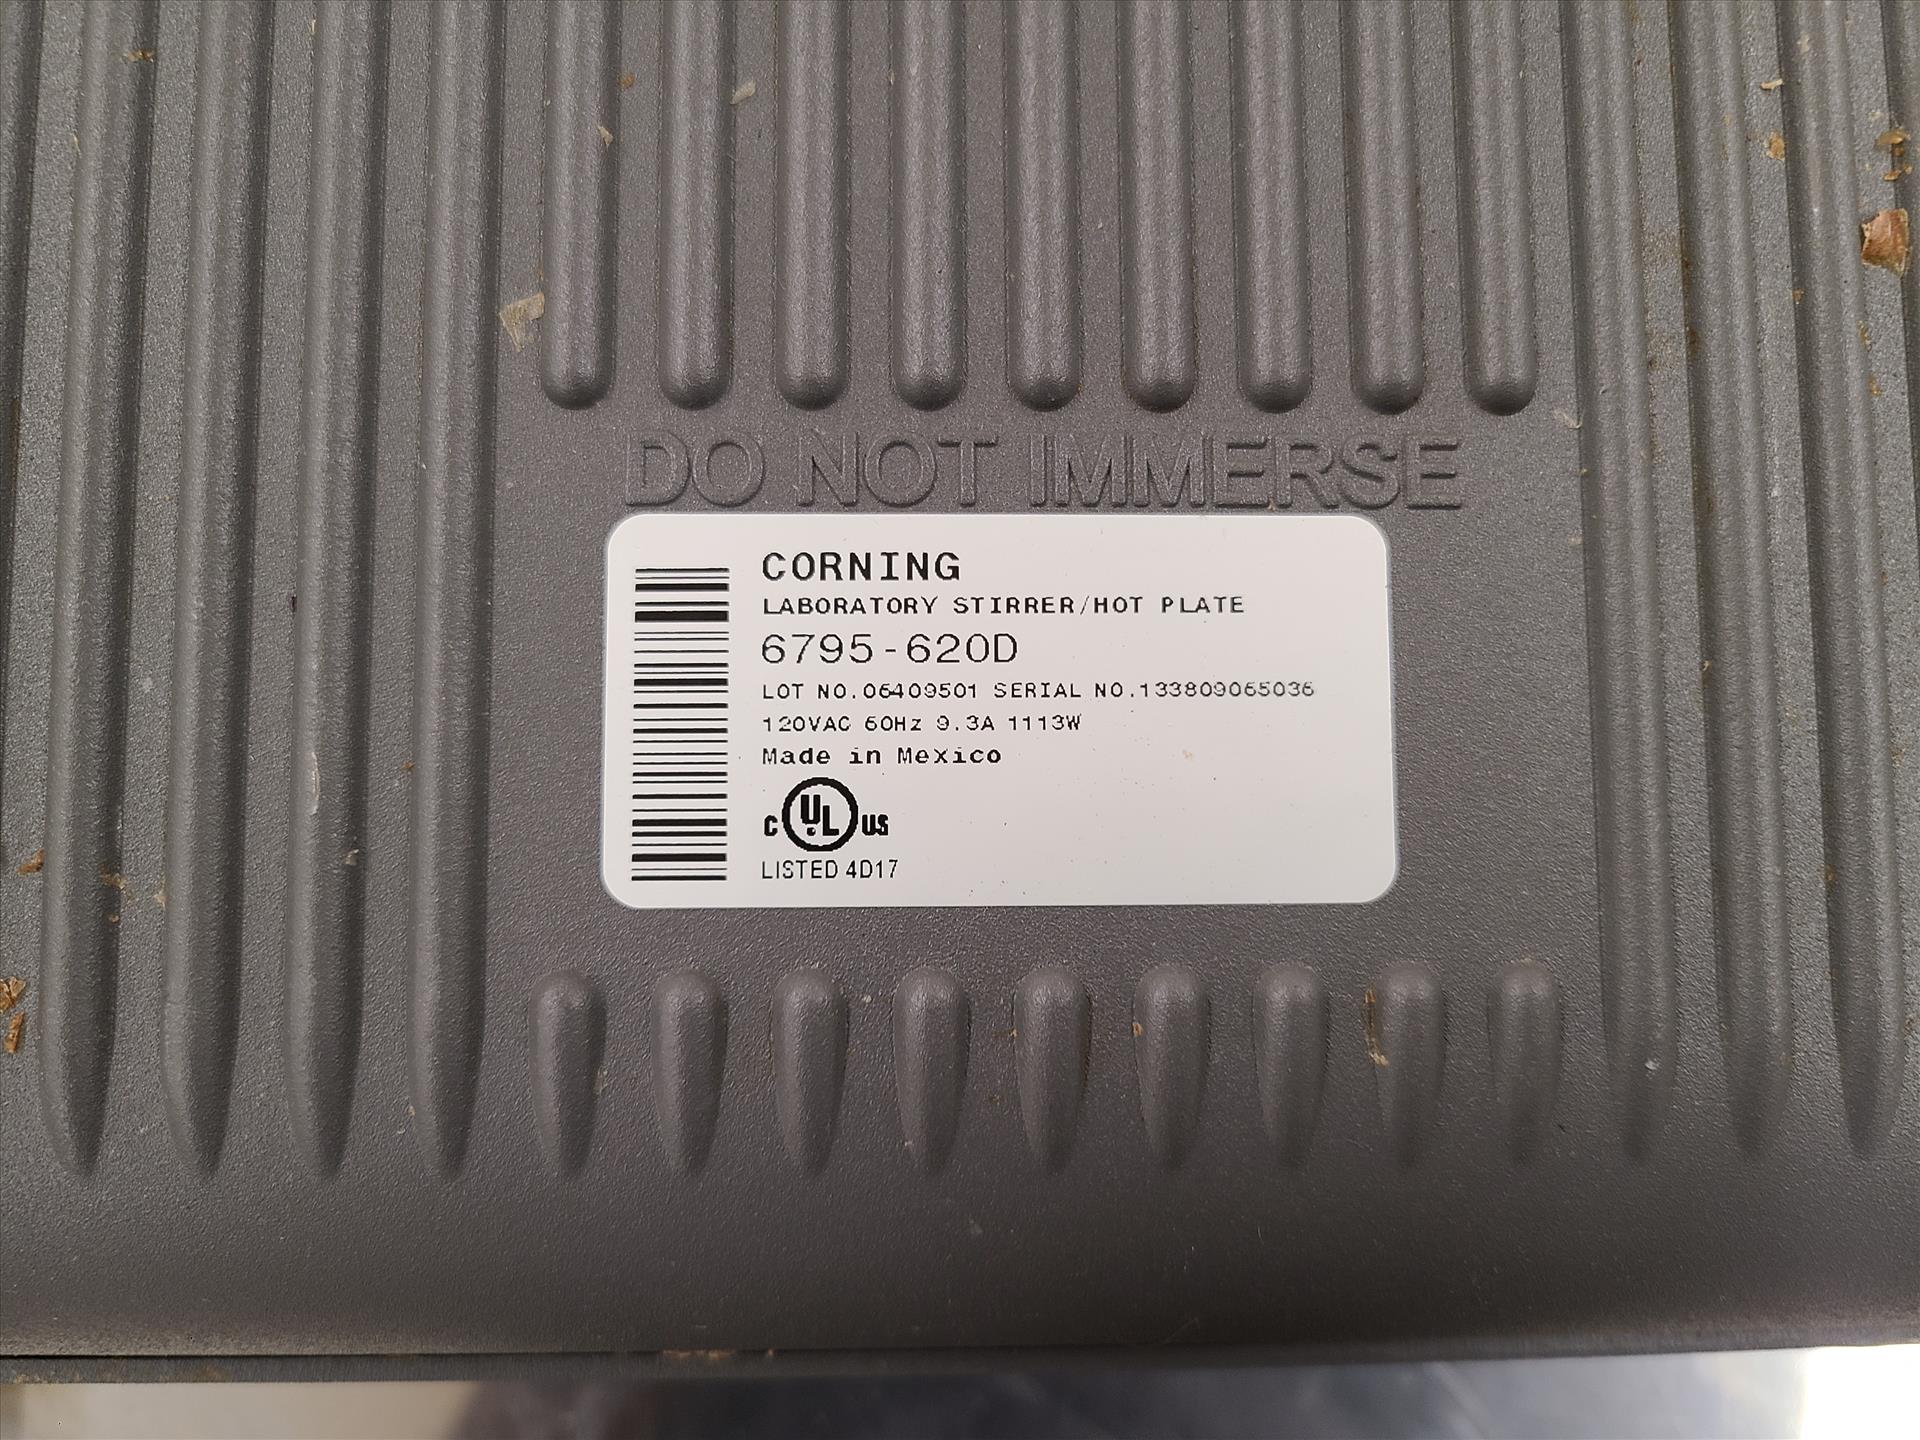 DO NOT IMMERSE
CORNING
LABORATORY STIRRER/HOT PLATE
6795-620D
LOT NO.06409501 SERIAL NO.133809065036
120VAC 60Hz 9.3A 1113W
Made in Mexico
C UL US
LISTED 4D17